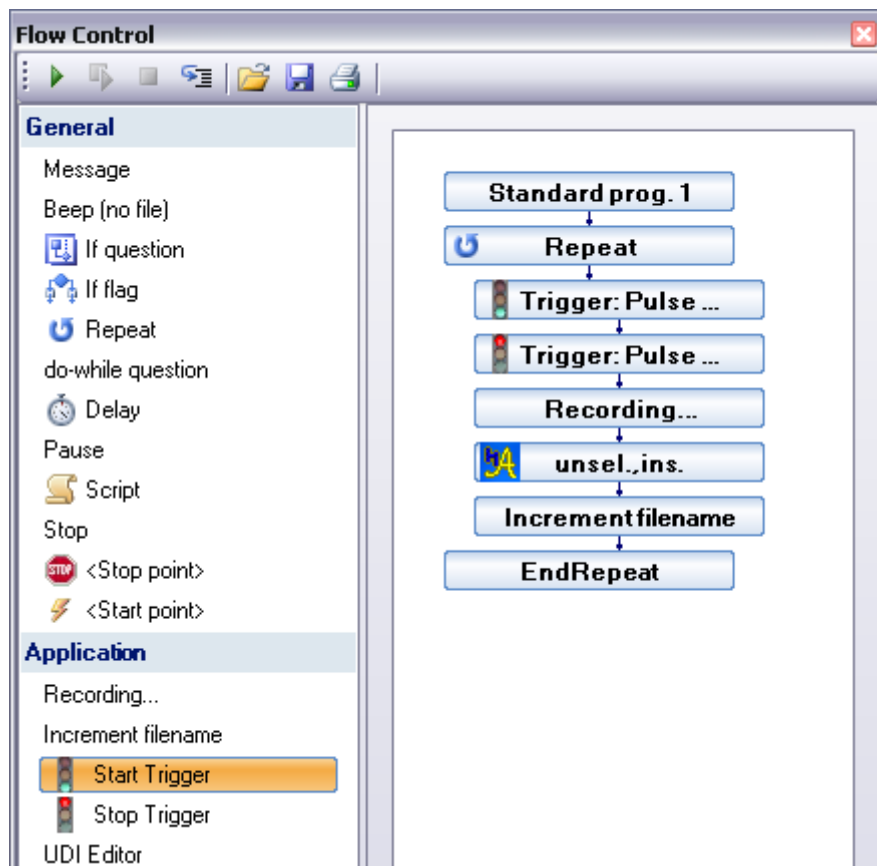 Flow Control
General
Message
Beep (no file)
If question
If flag
Repeat
do-while question
Delay
Pause
Script
Stop
STOP <Stop point>
<Start point>
Application
Recording...
Increment filename
Start Trigger
Stop Trigger
UDI Editor
Standard prog. 1
Repeat
Trigger: Pulse ...
Trigger: Pulse ...
Recording...
unsel.,ins.
Increment filename
EndRepeat